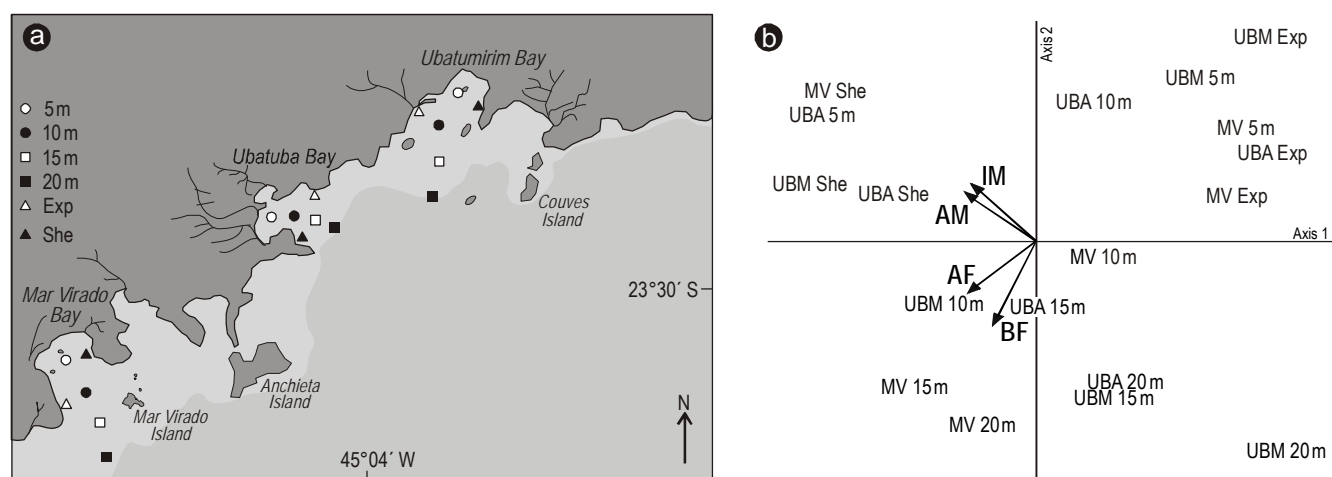 a
5 m
10 m
15 m
20 m
Exp
She
Ubatumirim Bay
Ubatuba Bay
Couves
Island
Mar Virado
Bay
23°30´ S
Anchieta
Island
Mar Virado
Island
N
45°04´ W
b
Axis 2
UBM Exp
UBM 5 m
MV She
UBA 10 m
UBA 5 m
MV 5 m
UBA Exp
UBM She
UBA She
IM
MV Exp
AM
Axis 1
MV 10 m
AF
UBM 10 m
UBA 15 m
BF
MV 15 m
UBA 20 m
UBM 15 m
MV 20 m
UBM 20 m